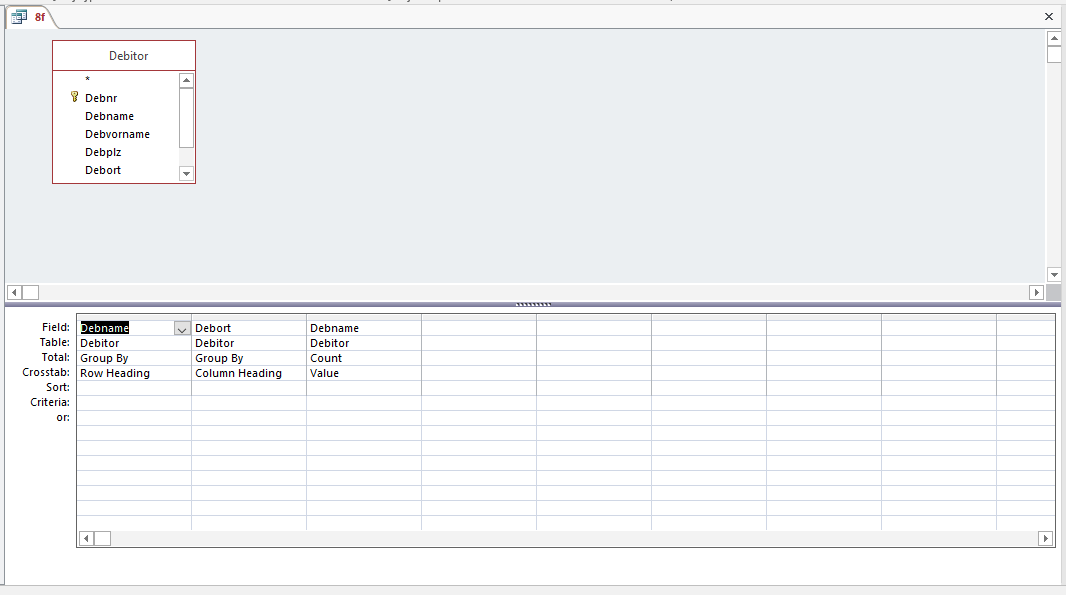 8f
Debitor
*
Debnr
Debname
Debvorname
Debplz
Debort
Field: Debname Debort Debname
Table: Debitor Debitor Debitor
Total: Group By Group By Count
Crosstab: Row Heading Column Heading Value
Sort:
Criteria:
or: